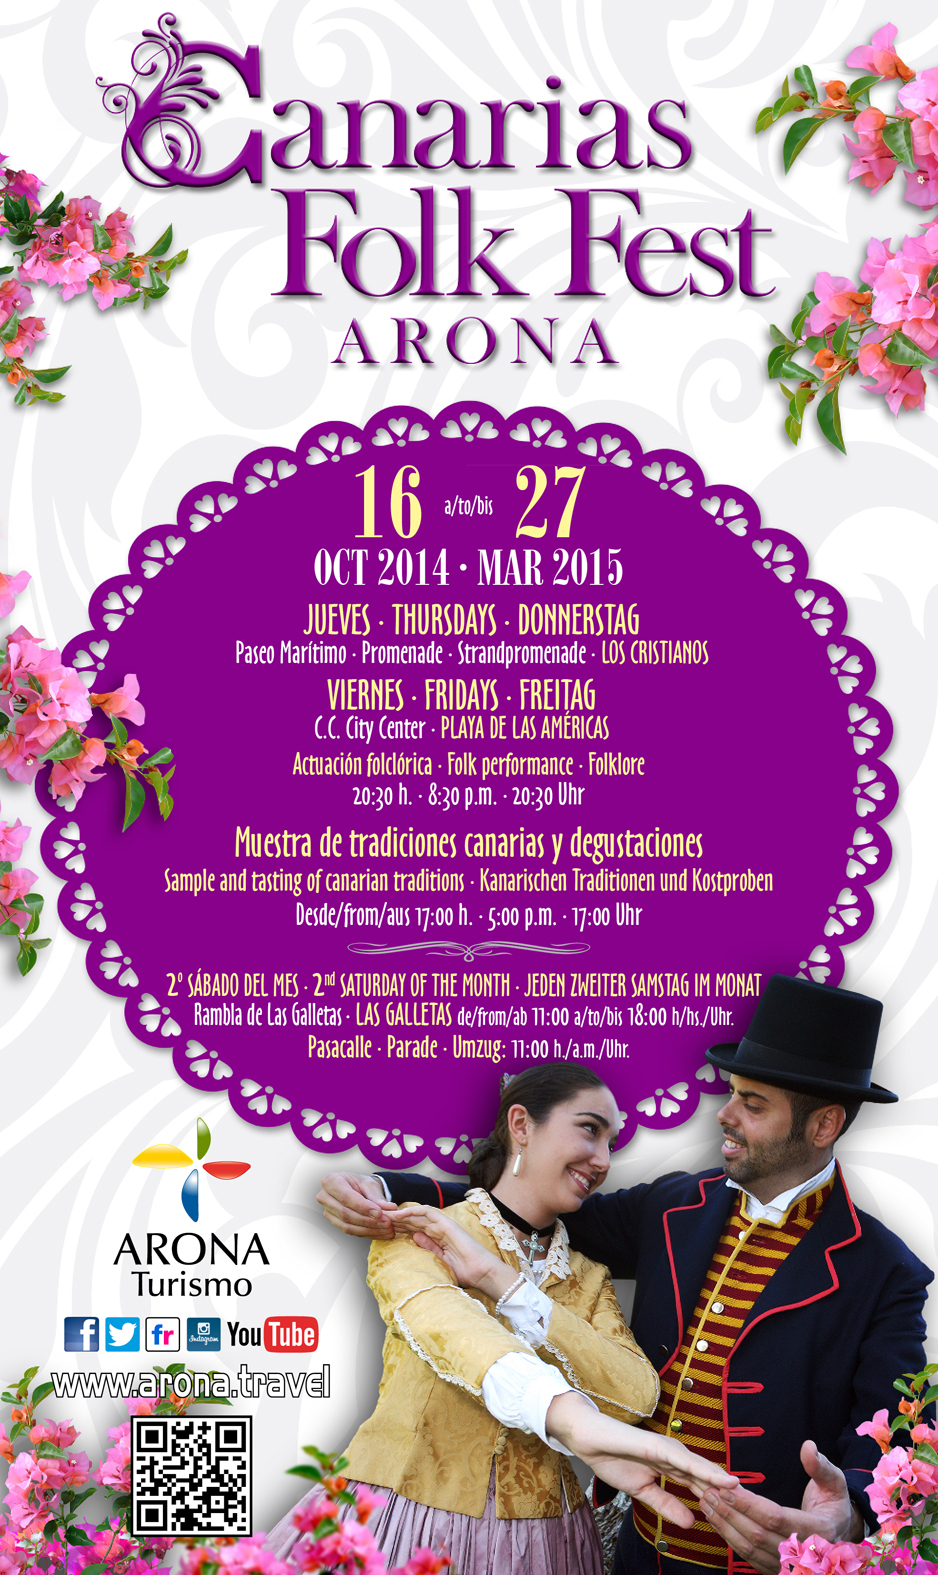 Canarias
Folk Fest
ARONA
16 a/to/bis 27
OCT 2014 · MAR 2015
JUEVES · THURSDAYS · DONNERSTAG
Paseo Marítimo · Promenade · Strandpromenade · LOS CRISTIANOS
VIERNES · FRIDAYS · FREITAG
C.C. City Center · PLAYA DE LAS AMÉRICAS
Actuación folclórica · Folk performance · Folklore
20:30 h. · 8:30 p.m. · 20:30 Uhr
Muestra de tradiciones canarias y degustaciones
Sample and tasting of canarian traditions · Kanarischen Traditionen und Kostproben
Desde/from/aus 17:00 h. · 5:00 p.m. · 17:00 Uhr
2º SÁBADO DEL MES · 2nd SATURDAY OF THE MONTH · JEDEN ZWEITER SAMSTAG IM MONAT
Rambla de Las Galletas · LAS GALLETAS de/from/ab 11:00 a/to/bis 18:00 h/hs./Uhr.
Pasacalle · Parade · Umzug: 11:00 h./a.m./Uhr.
ARONA
Turismo
f fr Instagram YouTube
www.arona.travel